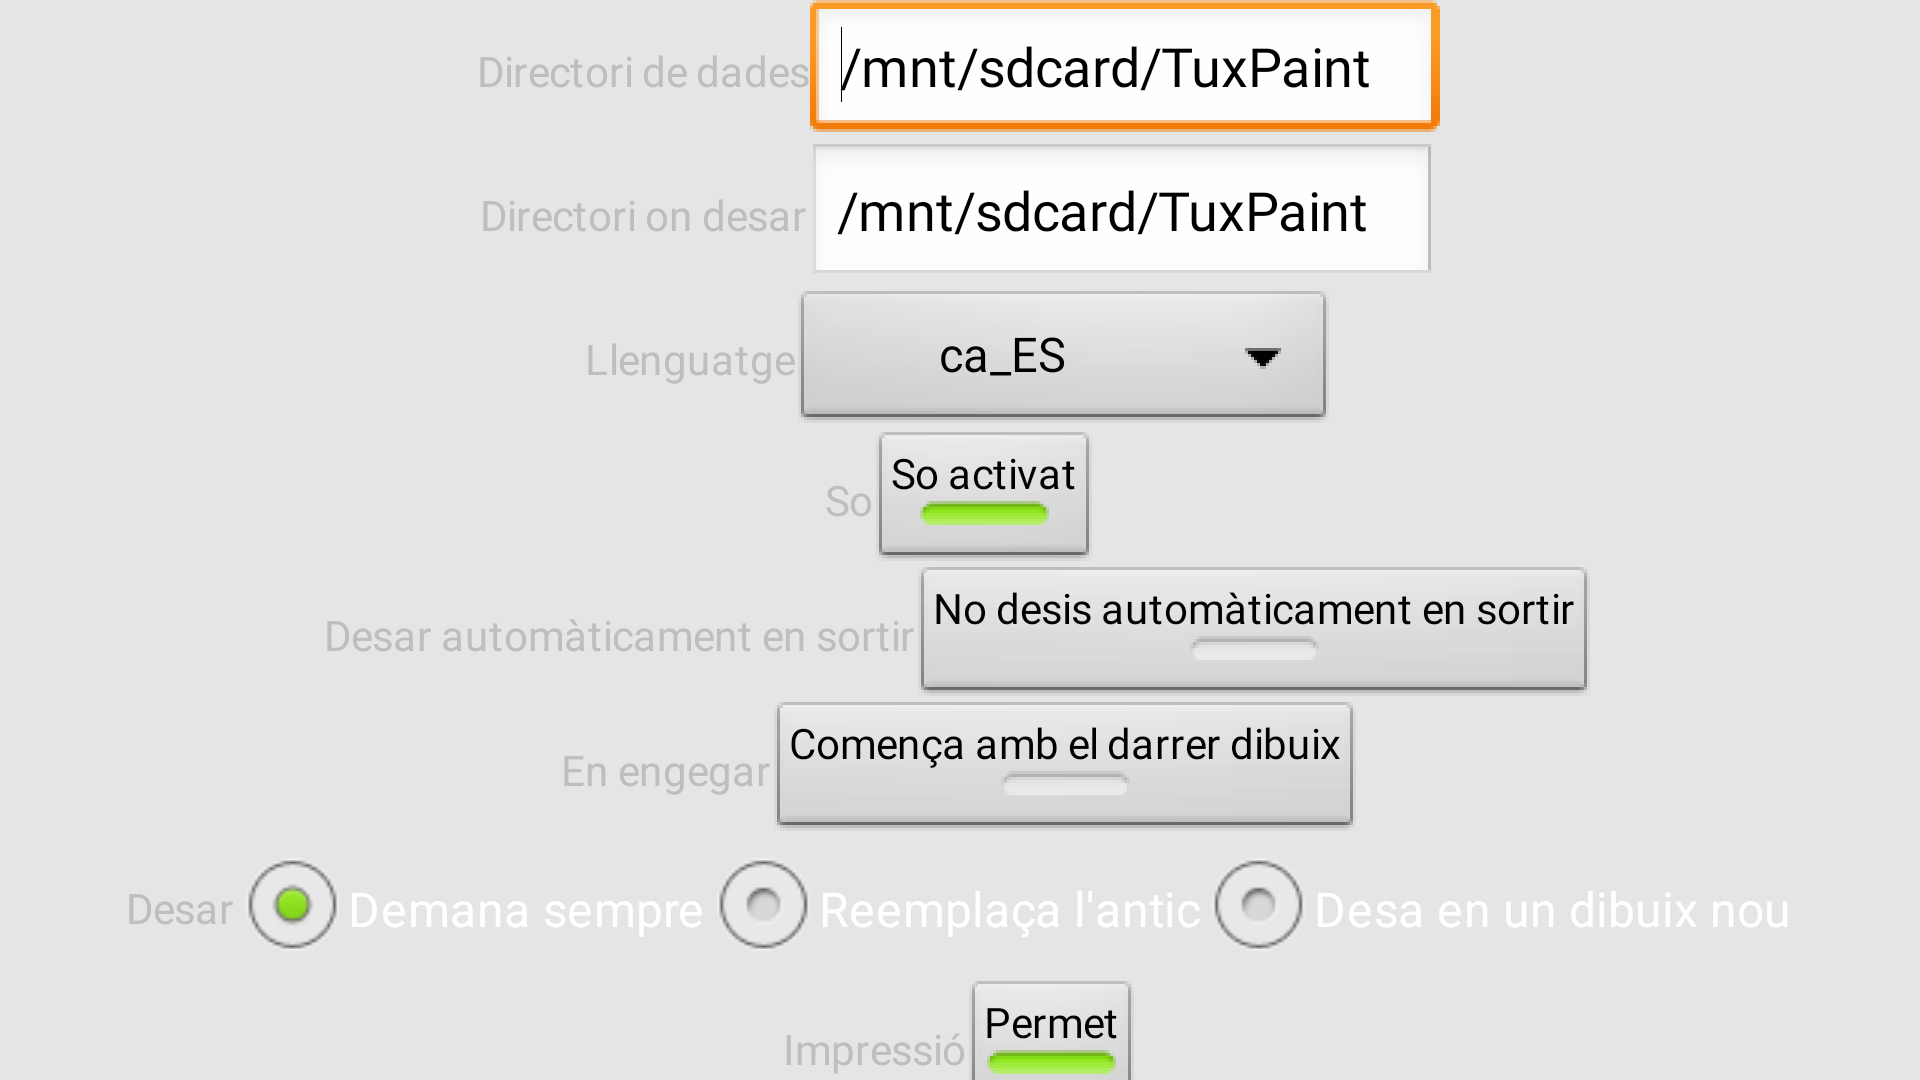 Directori de dades /mnt/sdcard/TuxPaint
Directori on desar /mnt/sdcard/TuxPaint
Llenguatge ca_ES
So So activat
Desar automàticament en sortir No desis automàticament en sortir
En engegar Comença amb el darrer dibuix
Desar Demana sempre Reemplaça l'antic Desa en un dibuix nou
Impressió Permet